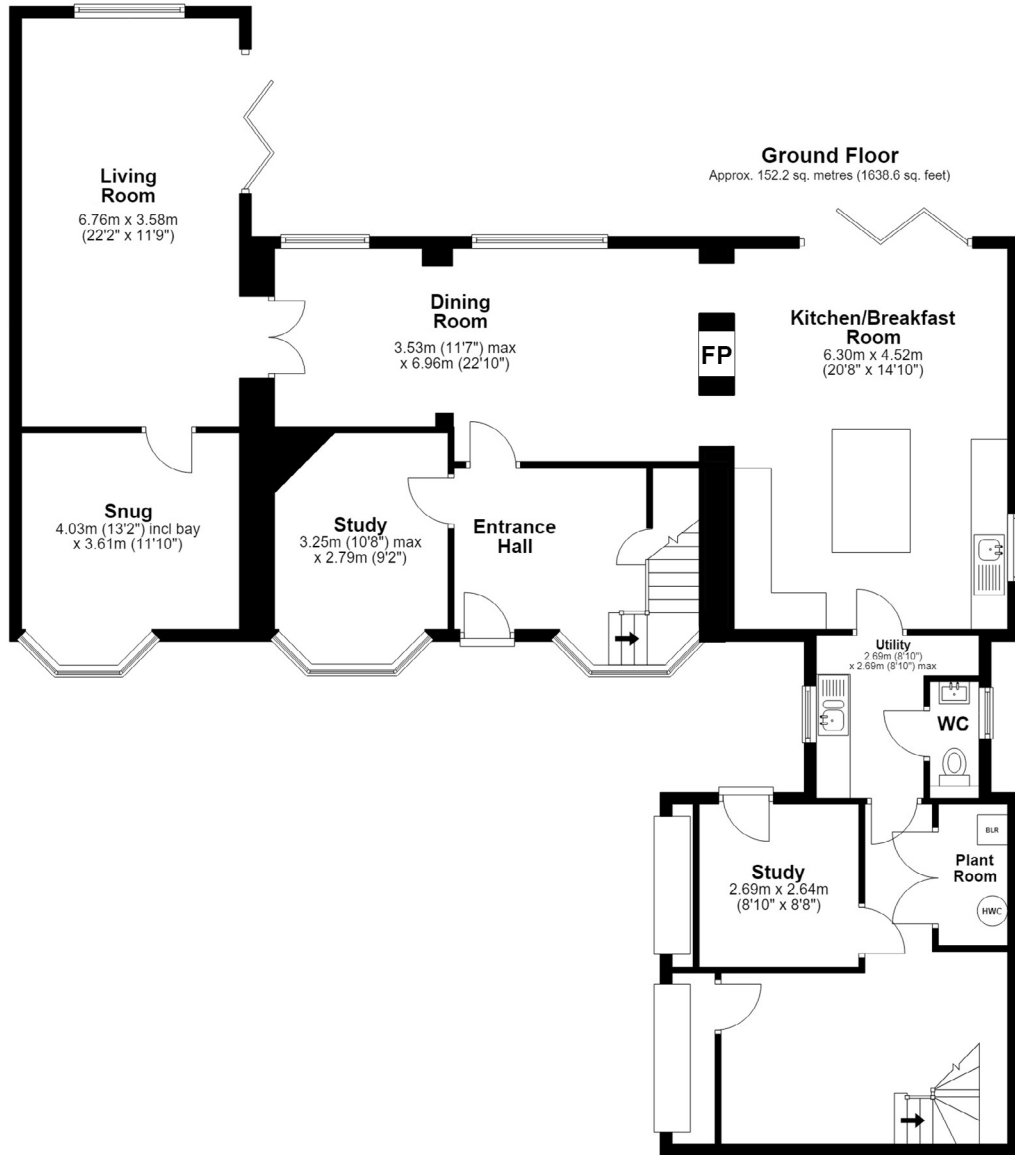 Ground Floor
Approx. 152.2 sq. metres (1638.6 sq. feet)
Living
Room
6.76m x 3.58m
(22'2" x 11'9")
Dining
Room
3.53m (11'7") max
x 6.96m (22'10")
FP
Kitchen/Breakfast
Room
6.30m x 4.52m
(20'8" x 14'10")
Snug
4.03m (13'2") incl bay
x 3.61m (11'10")
Study
3.25m (10'8") max
x 2.79m (9'2")
Entrance
Hall
Utility
2.69m (8'10")
x 2.69m (8'10") max
WC
Study
2.69m x 2.64m
(8'10" x 8'8")
BLR
Plant
Room
HWC